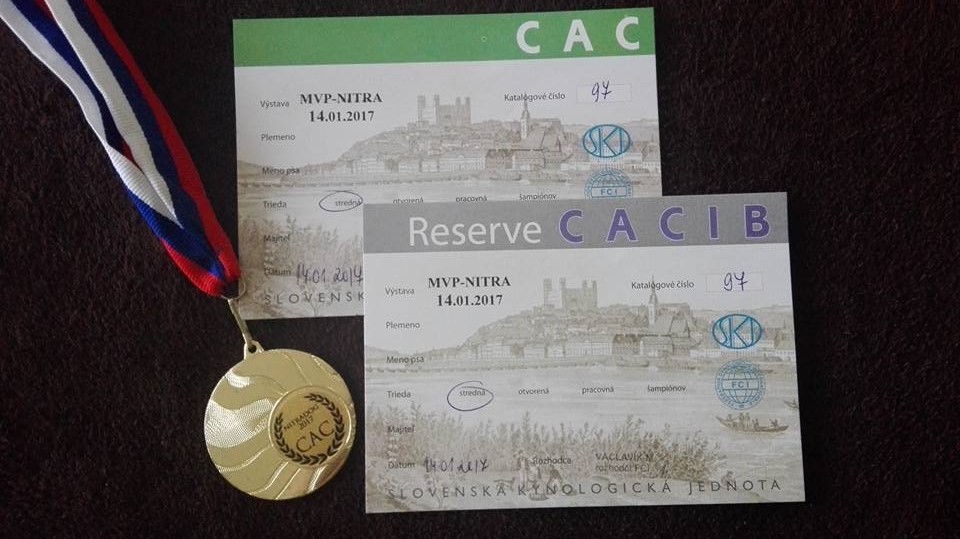 CAC
Výstava MVP-NITRA Katalógové číslo 97
14.01.2017
Plemeno
SKJ
Meno psa
FCI
Trieda stredná otvorená pracovná šampiónov
Majiteľ
Dátum 14.01.2017
SLOVENSK
Reserve CACIB
Výstava MVP-NITRA Katalógové číslo 97
14.01.2017
Plemeno
SKJ
Meno psa
FCI
Trieda stredná otvorená pracovná šampiónov
Majiteľ
Dátum 14.01.2017 Rozhodca VÁCLAVÍK M.
rozhodčí FCI
SLOVENSKÁ KYNOLOGICKÁ JEDNOTA
NITRADOG
2017
CAC